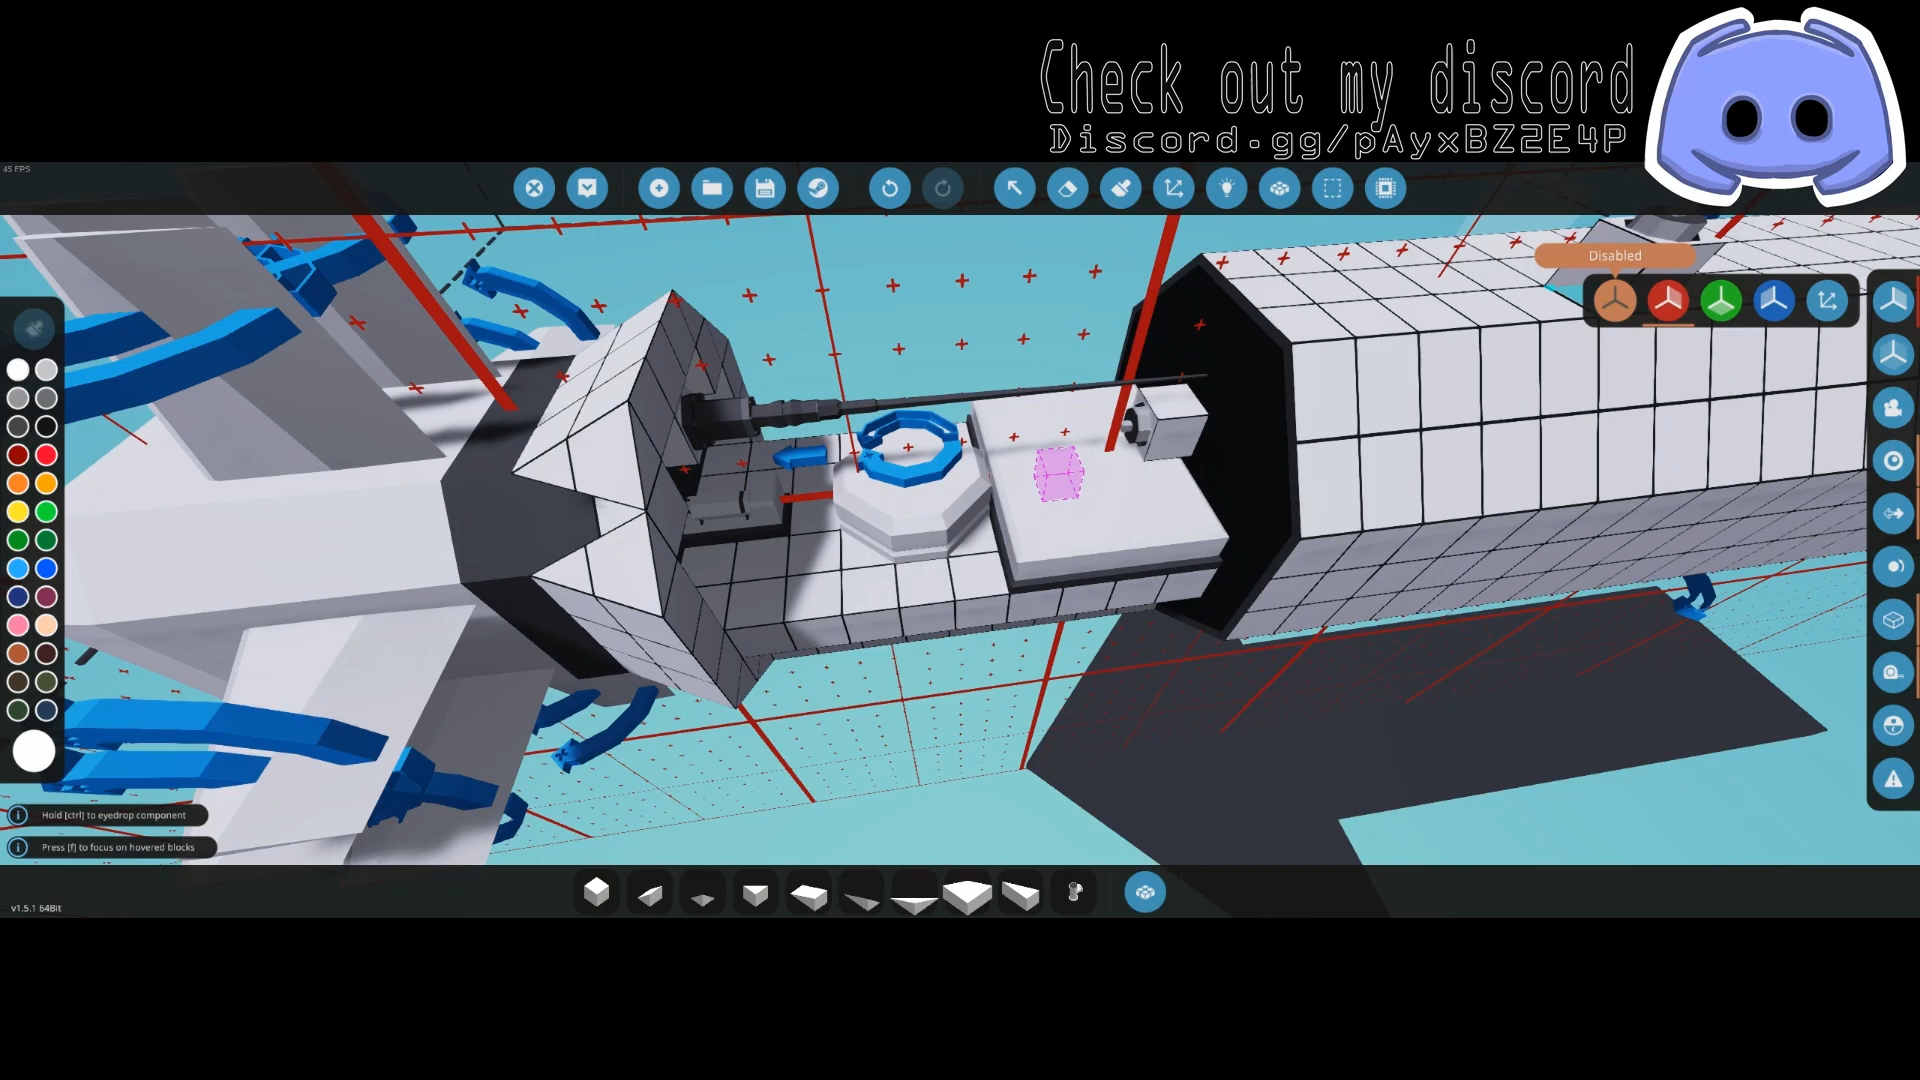 Check out my discord
Discord.gg/pAyxBZ2E4P
45 FPS
Disabled
Hold [ctrl] to eyedrop component
Press [f] to focus on hovered blocks
v1.5.1 64Bit